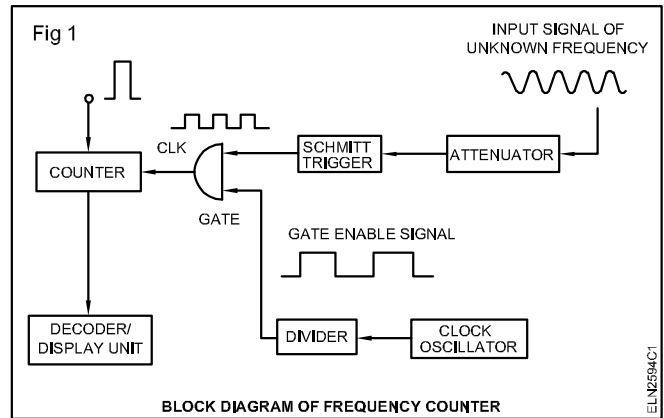 Fig 1
INPUT SIGNAL OF
UNKNOWN FREQUENCY
CLK
SCHMITT
TRIGGER
ATTENUATOR
COUNTER
GATE
GATE ENABLE SIGNAL
DECODER/
DISPLAY UNIT
DIVIDER
CLOCK
OSCILLATOR
ELN2594C1
BLOCK DIAGRAM OF FREQUENCY COUNTER